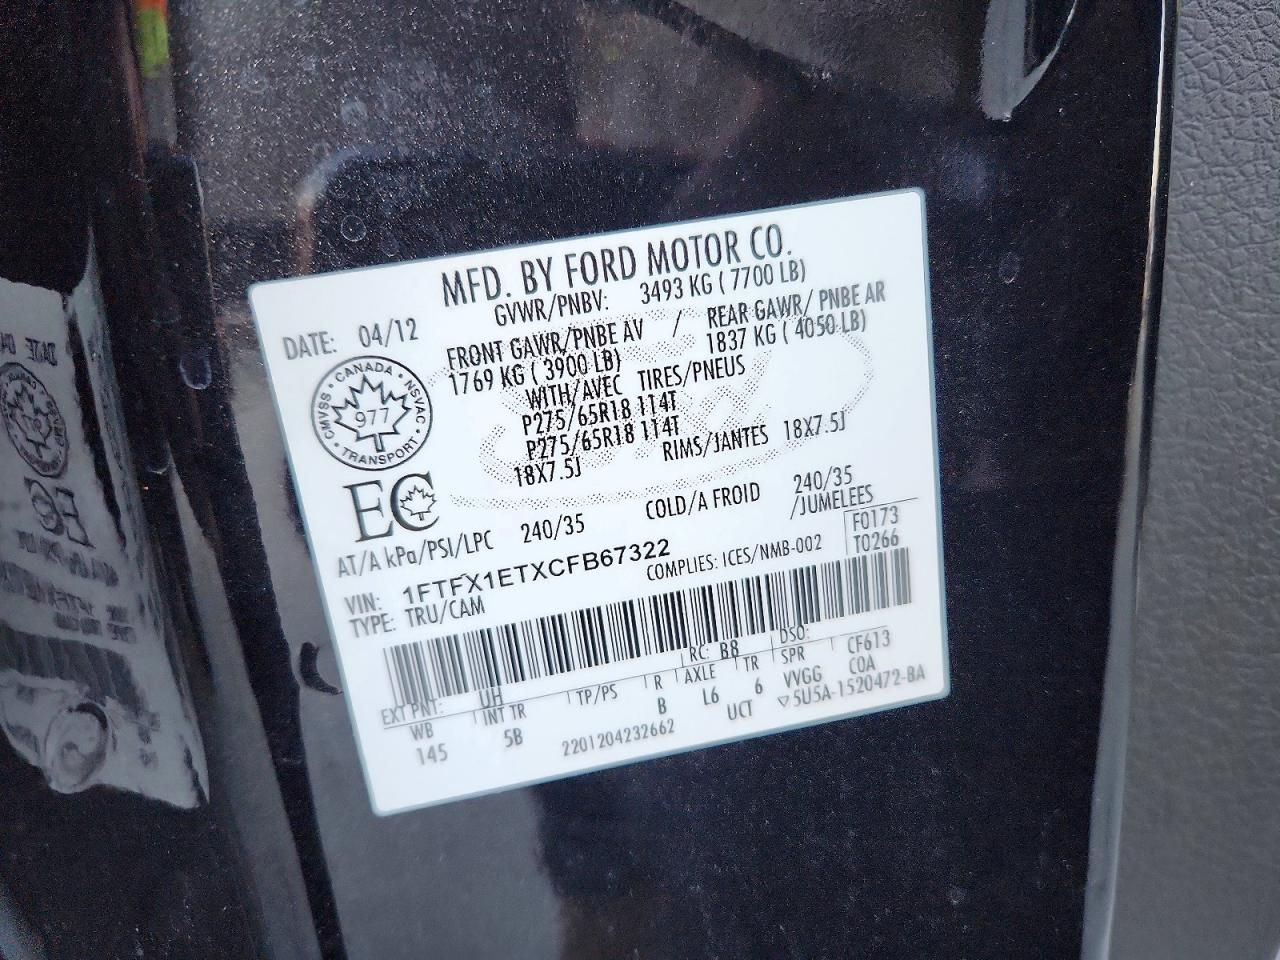 MFD. BY FORD MOTOR CO.
DATE: 04/12
GVWR/PNBV: 3493 KG ( 7700 LB)
FRONT GAWR/PNBE AV / REAR GAWR/ PNBE AR
1769 KG ( 3900 LB) 1837 KG ( 4050 LB)
WITH/AVEC TIRES/PNEUS
P275/65R18 114T
P275/65R18 114T
18X7.5J RIMS/JANTES 18X7.5J
CANADA • NSVAC • TRANSPORT • CMVSS •
977
EC
AT/A kPa/PSI/LPC 240/35 COLD/A FROID 240/35
/JUMELEES
VIN: 1FTFX1ETXCFB67322
F0173
T0266
TYPE: TRU/CAM COMPLIES: ICES/NMB-002
EXT PNT: UH RC: B8 DSO: CF613
WB INT TR TP/PS R AXLE TR SPR COA
145 5B B L6 6 VVGG
2201204232662 UCT ▽5U5A-1520472-BA